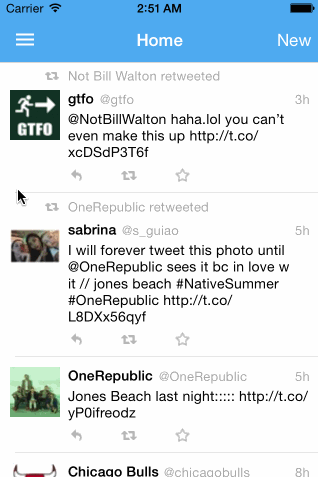 Carrier 2:51 AM
Home New
Not Bill Walton retweeted
gtfo @gtfo 3h
GTFO
@NotBillWalton haha.lol you can't
even make this up http://t.co/
xcDSdP3T6f
OneRepublic retweeted
sabrina @s_guiao 5h
I will forever tweet this photo until
@OneRepublic sees it bc in love w
it // jones beach #NativeSummer
#OneRepublic http://t.co/
L8DXx56qyf
OneRepublic @OneRepublic 5h
Jones Beach last night::::: http://t.co/
yP0ifreodz
Chicago Bulls @chicagobulls 8h